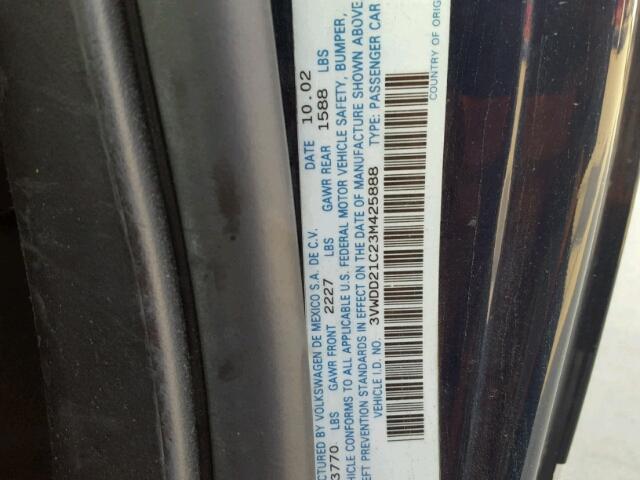 CTURED BY VOLKSWAGEN DE MEXICO S.A. DE C.V. DATE 10.02
3770 LBS GAWR FRONT 2227 LBS GAWR REAR 1588 LBS
HICLE CONFORMS TO ALL APPLICABLE U.S. FEDERAL MOTOR VEHICLE SAFETY, BUMPER,
EFT PREVENTION STANDARDS IN EFFECT ON THE DATE OF MANUFACTURE SHOWN ABOVE
VEHICLE I.D. NO. 3VWDD21C23M425888 TYPE: PASSENGER CAR
COUNTRY OF ORIG